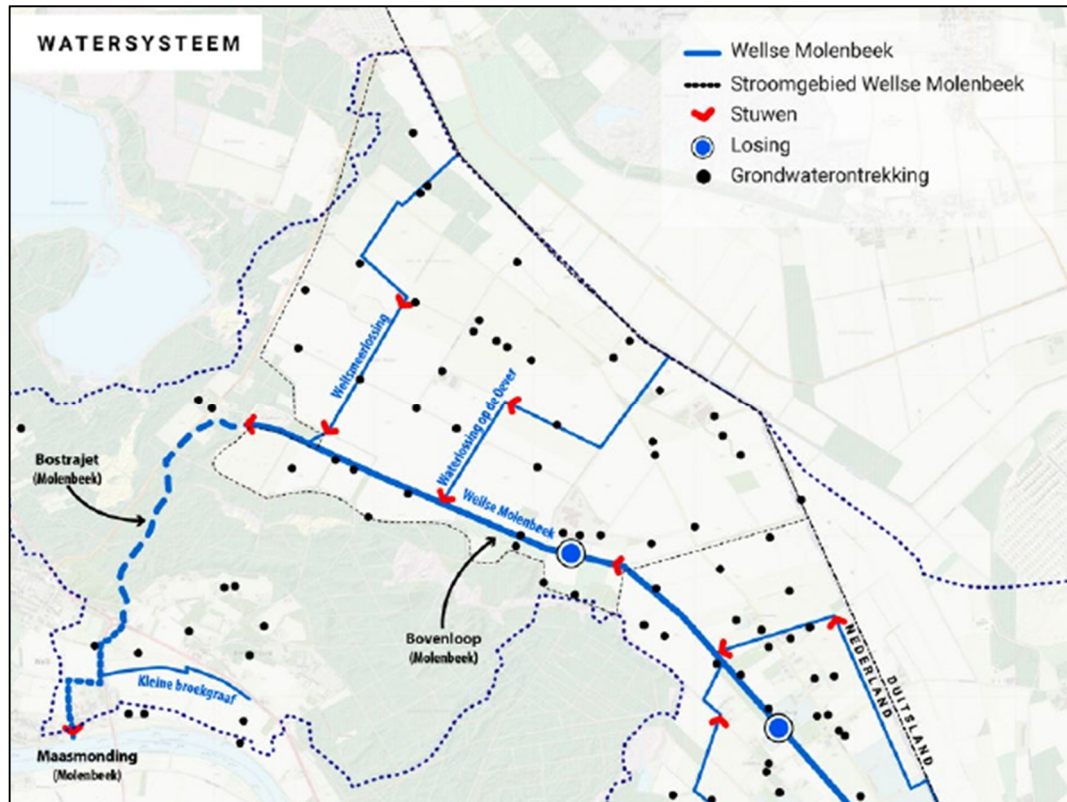 WATERSYSTEEM
Wellse Molenbeek
Stroomgebied Wellse Molenbeek
Stuwen
Losing
Grondwaterontrekking
Wellsmeerlossing
Waterlossing op de Oever
Wellse Molenbeek
Bostrajet
(Molenbeek)
Bovenloop
(Molenbeek)
NEDERLAND
DUITSLAND
Kleine broekgraaf
Maasmonding
(Molenbeek)